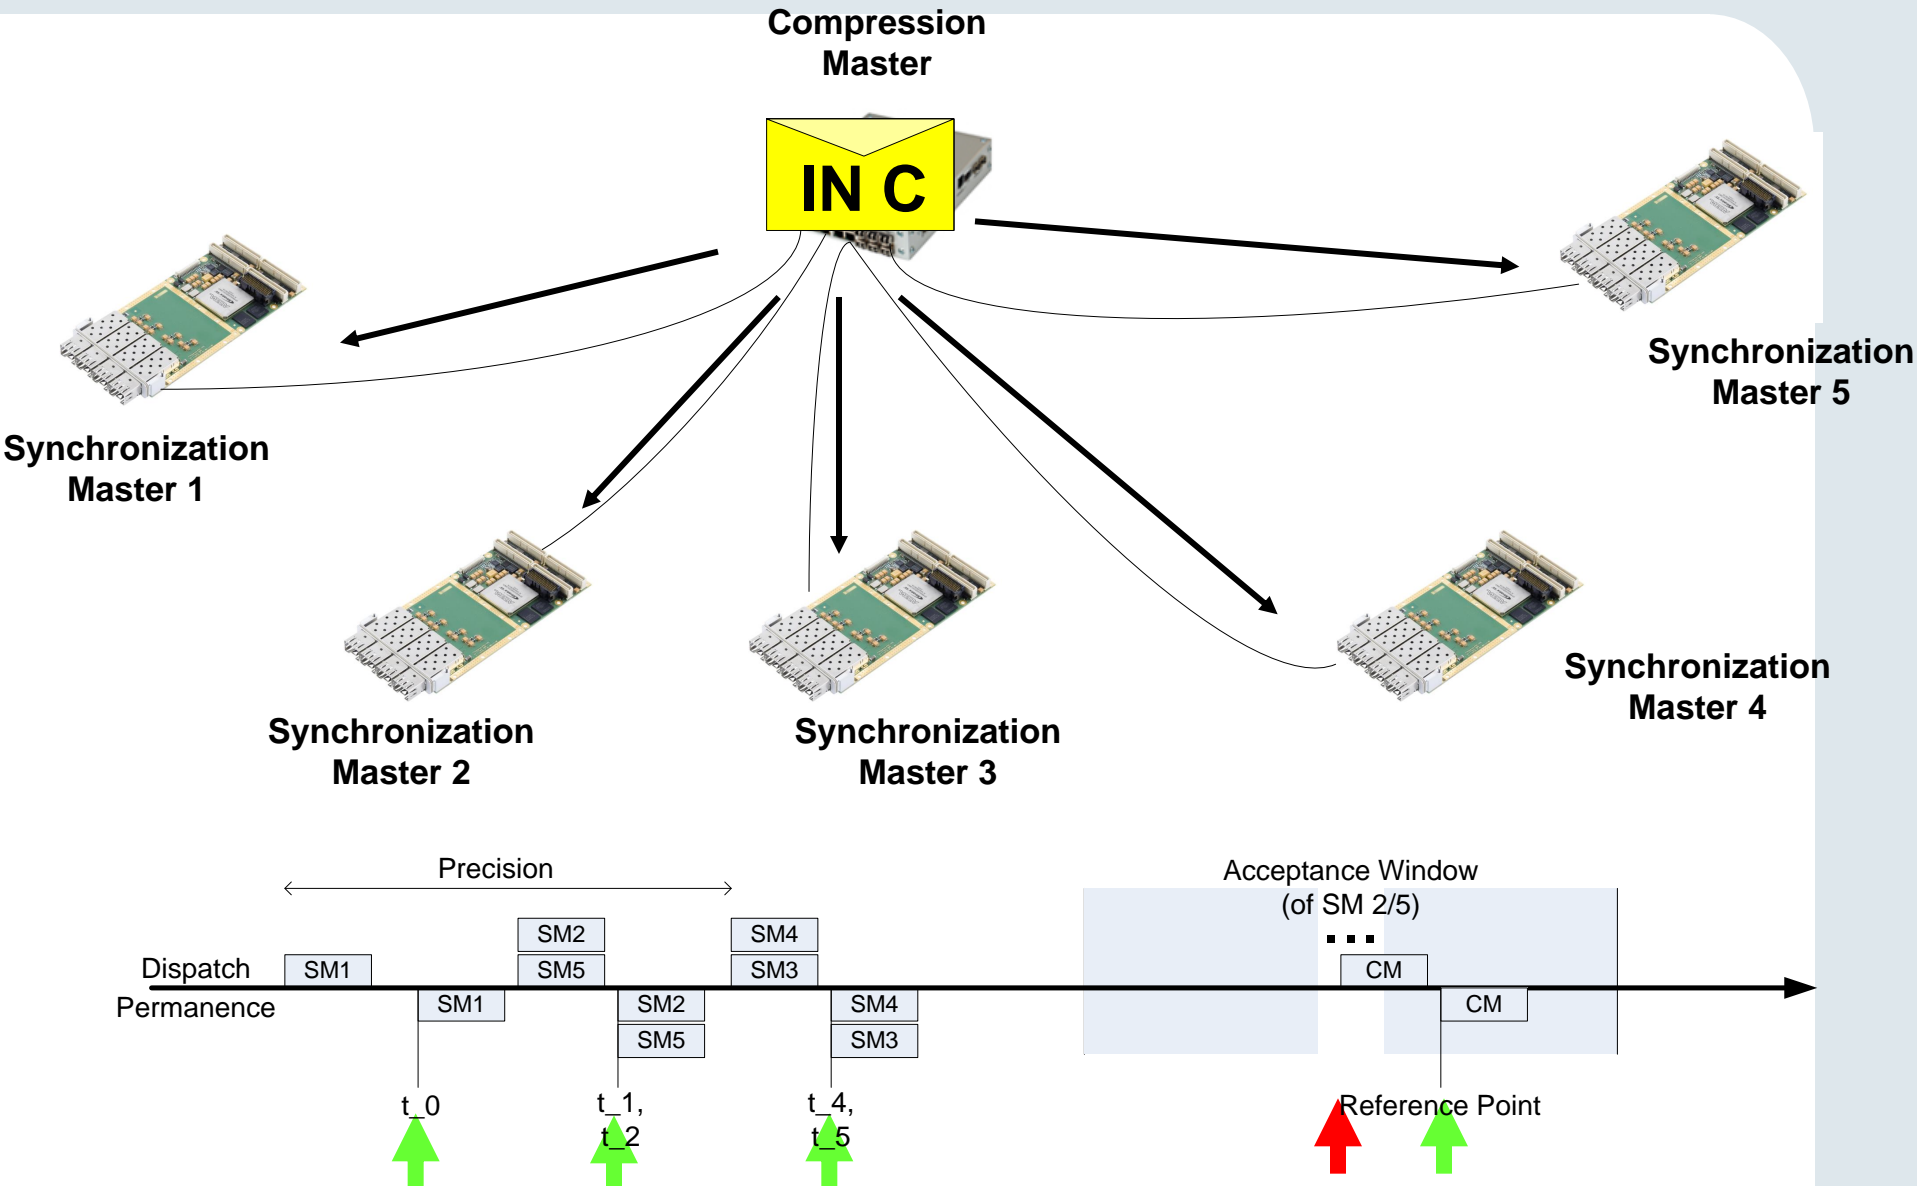 Compression
Master
IN C
Synchronization
Master 5
Synchronization
Master 1
Synchronization
Master 4
Synchronization
Master 2
Synchronization
Master 3
Precision
Acceptance Window
(of SM 2/5)
...
SM2
SM4
Dispatch
SM1
SM5
SM3
CM
Permanence
SM1
SM2
SM4
CM
SM5
SM3
t_0
t_1,
t_2
t_4,
t_5
Reference Point